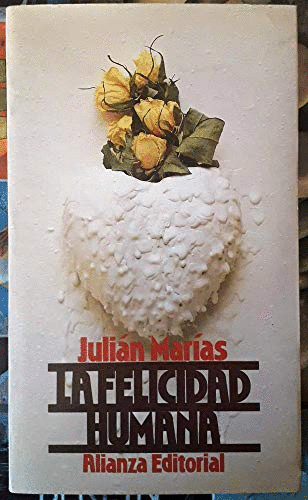 Julián Marías
LA FELICIDAD
HUMANA
Alianza Editorial